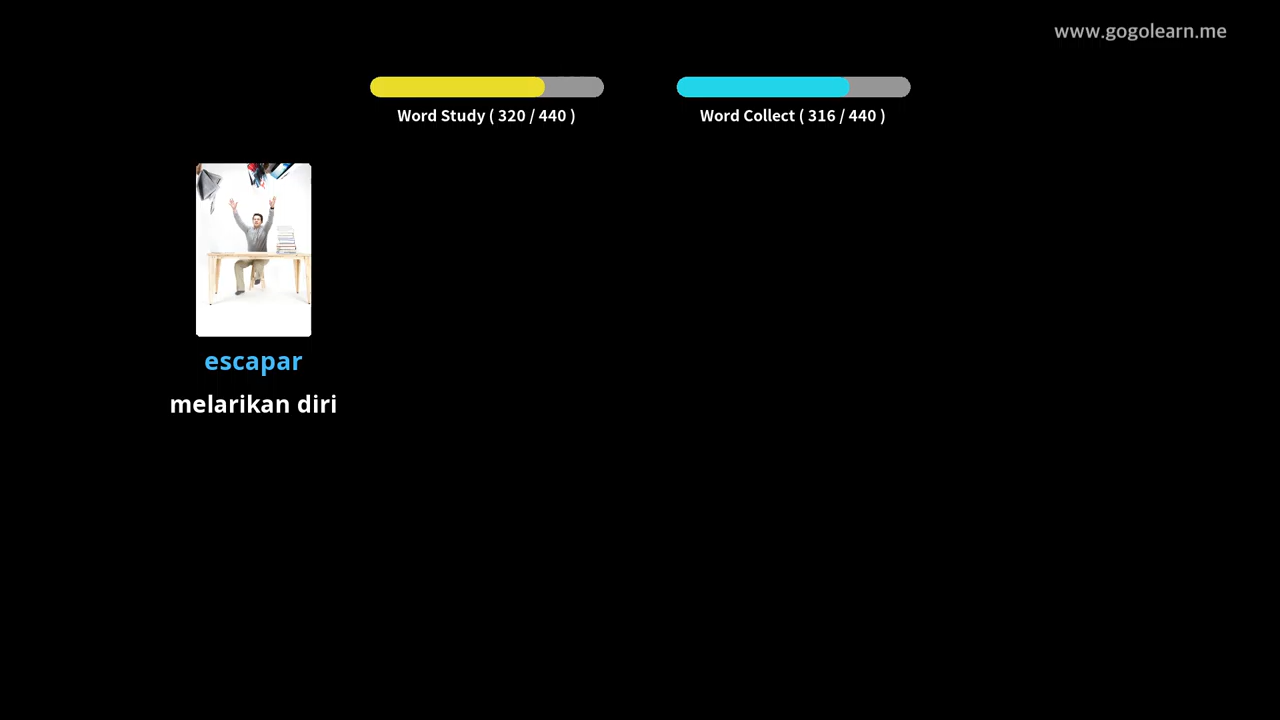 www.gogolearn.me
Word Study ( 320 / 440 )
Word Collect ( 316 / 440 )
escapar
melarikan diri